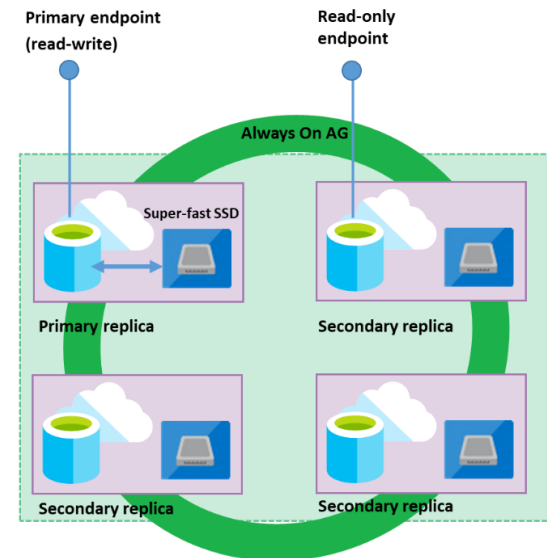 Primary endpoint
(read-write)
Read-only
endpoint
Always On AG
Super-fast SSD
Primary replica
Secondary replica
Secondary replica
Secondary replica